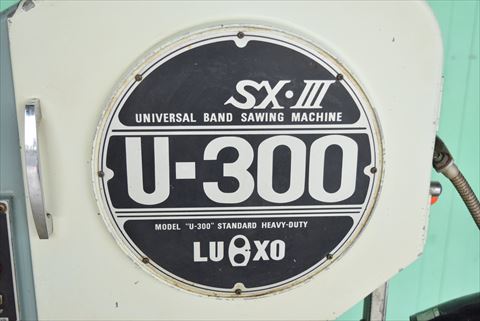 SX·III
UNIVERSAL BAND SAWING MACHINE
U-300
MODEL "U-300" STANDARD HEAVY-DUTY
LUXO